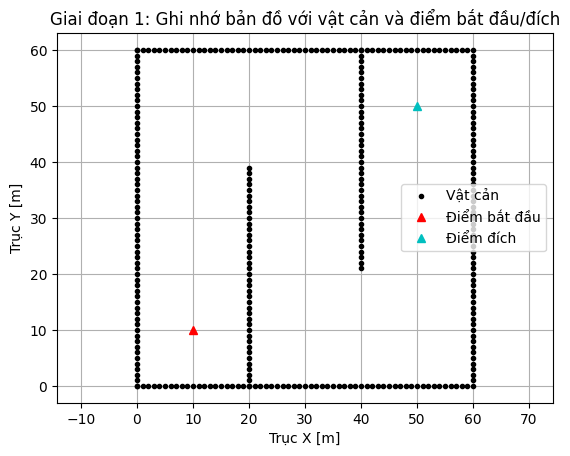 Giai đoạn 1: Ghi nhớ bản đồ với vật cản và điểm bắt đầu/đích
60
50
40
30
20
10
0
Trục Y [m]
Vật cản
Điểm bắt đầu
Điểm đích
−10
0
10
20
30
40
50
60
70
Trục X [m]